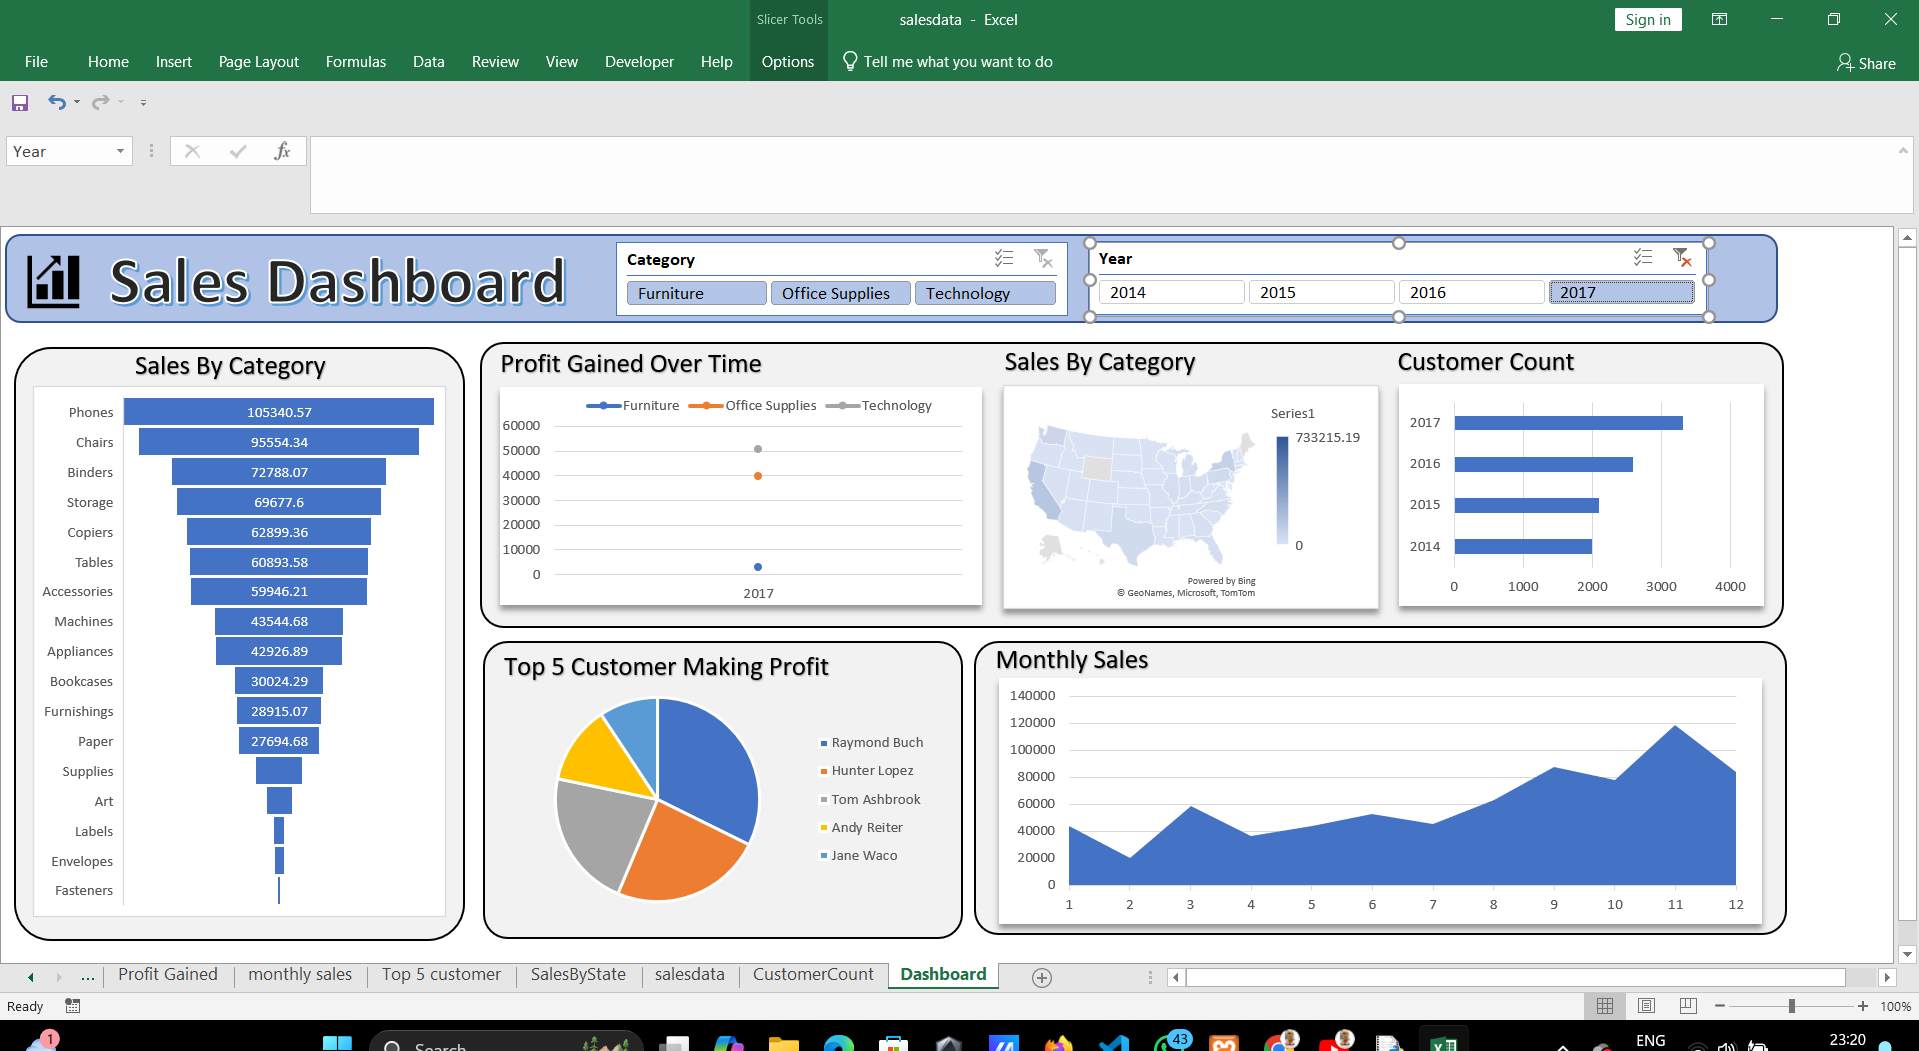 Slicer Tools
salesdata - Excel
Sign in
File
Home
Insert
Page Layout
Formulas
Data
Review
View
Developer
Help
Options
Tell me what you want to do
Share
Year
fx
Sales Dashboard
Category
Furniture
Office Supplies
Technology
Year
2014
2015
2016
2017
Sales By Category
Phones 105340.57
Chairs 95554.34
Binders 72788.07
Storage 69677.6
Copiers 62899.36
Tables 60893.58
Accessories 59946.21
Machines 43544.68
Appliances 42926.89
Bookcases 30024.29
Furnishings 28915.07
Paper 27694.68
Supplies
Art
Labels
Envelopes
Fasteners
Profit Gained Over Time
Furniture Office Supplies Technology
60000
50000
40000
30000
20000
10000
0
2017
Sales By Category
Series1
733215.19
0
Powered by Bing
© GeoNames, Microsoft, TomTom
Customer Count
2017
2016
2015
2014
0 1000 2000 3000 4000
Top 5 Customer Making Profit
Raymond Buch
Hunter Lopez
Tom Ashbrook
Andy Reiter
Jane Waco
Monthly Sales
140000
120000
100000
80000
60000
40000
20000
0
1 2 3 4 5 6 7 8 9 10 11 12
... Profit Gained monthly sales Top 5 customer SalesByState salesdata CustomerCount Dashboard
Ready
100%
1
Search
43
ENG
23:20